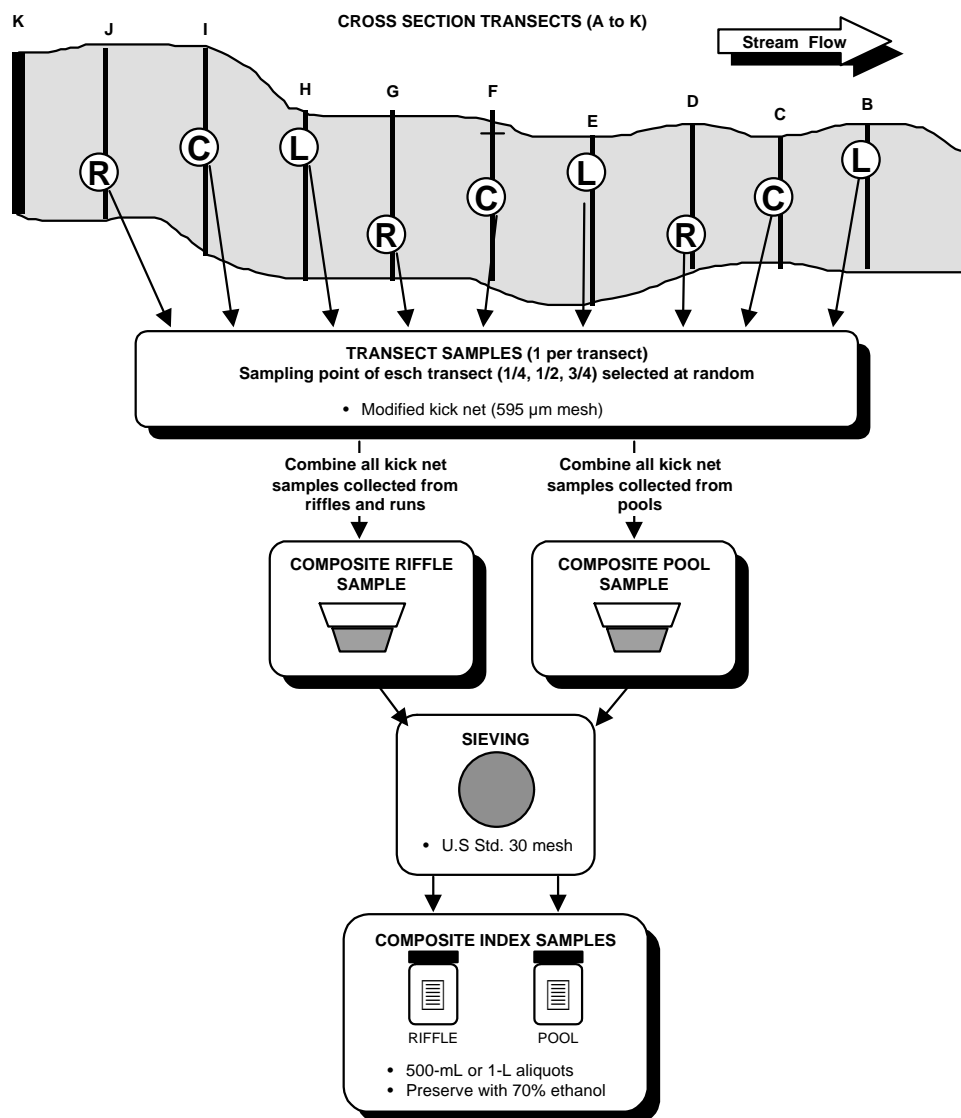 CROSS SECTION TRANSECTS (A to K)
Stream Flow
K
J
I
H
G
F
E
D
C
B
R
C
L
R
C
L
R
C
L
TRANSECT SAMPLES (1 per transect)
Sampling point of each transect (1/4, 1/2, 3/4) selected at random
• Modified kick net (595 µm mesh)
Combine all kick net
samples collected from
riffles and runs
Combine all kick net
samples collected from
pools
COMPOSITE RIFFLE
SAMPLE
COMPOSITE POOL
SAMPLE
SIEVING
• U.S Std. 30 mesh
COMPOSITE INDEX SAMPLES
RIFFLE
POOL
• 500-mL or 1-L aliquots
• Preserve with 70% ethanol